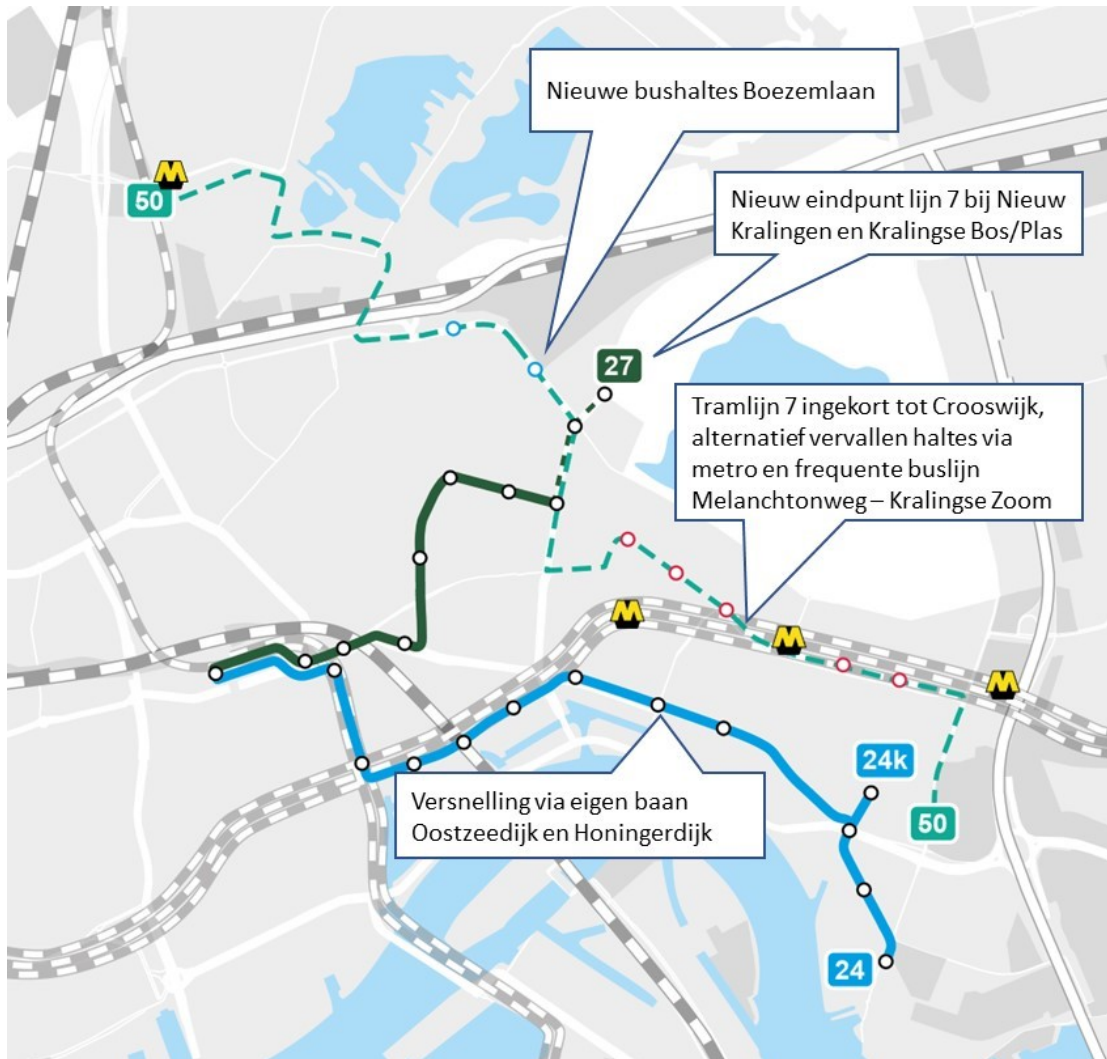 Nieuwe bushaltes Boezemlaan
M
50
Nieuw eindpunt lijn 7 bij Nieuw
Kralingen en Kralingse Bos/Plas
27
Tramlijn 7 ingekort tot Crooswijk,
alternatief vervallen haltes via
metro en frequente buslijn
Melanchtonweg – Kralingse Zoom
M
M
M
Versnelling via eigen baan
Oostzeedijk en Honingerdijk
24k
50
24